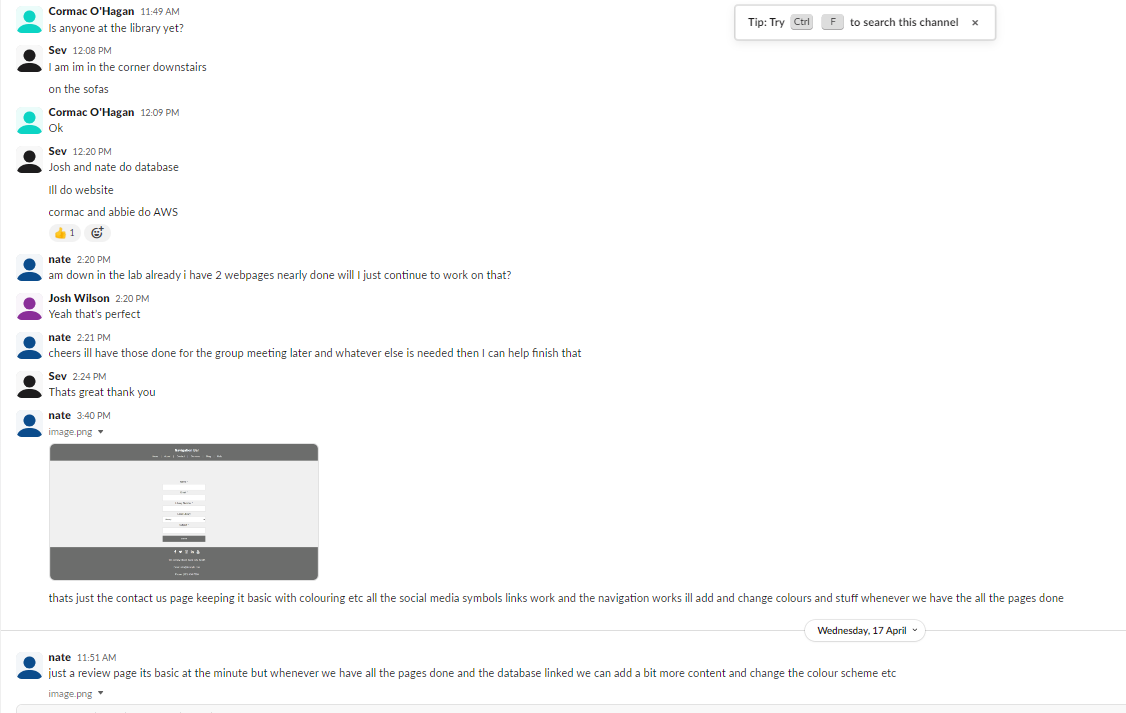 Cormac O'Hagan 11:49 AM
Is anyone at the library yet?
Tip: Try Ctrl F to search this channel ×
Sev 12:08 PM
I am im in the corner downstairs
on the sofas
Cormac O'Hagan 12:09 PM
Ok
Sev 12:20 PM
Josh and nate do database
Ill do website
cormac and abbie do AWS
👍 1
nate 2:20 PM
am down in the lab already i have 2 webpages nearly done will I just continue to work on that?
Josh Wilson 2:20 PM
Yeah that's perfect
nate 2:21 PM
cheers ill have those done for the group meeting later and whatever else is needed then I can help finish that
Sev 2:24 PM
Thats great thank you
nate 3:40 PM
image.png
thats just the contact us page keeping it basic with colouring etc all the social media symbols links work and the navigation works ill add and change colours and stuff whenever we have the all the pages done
Wednesday, 17 April
nate 11:51 AM
just a review page its basic at the minute but whenever we have all the pages done and the database linked we can add a bit more content and change the colour scheme etc
image.png